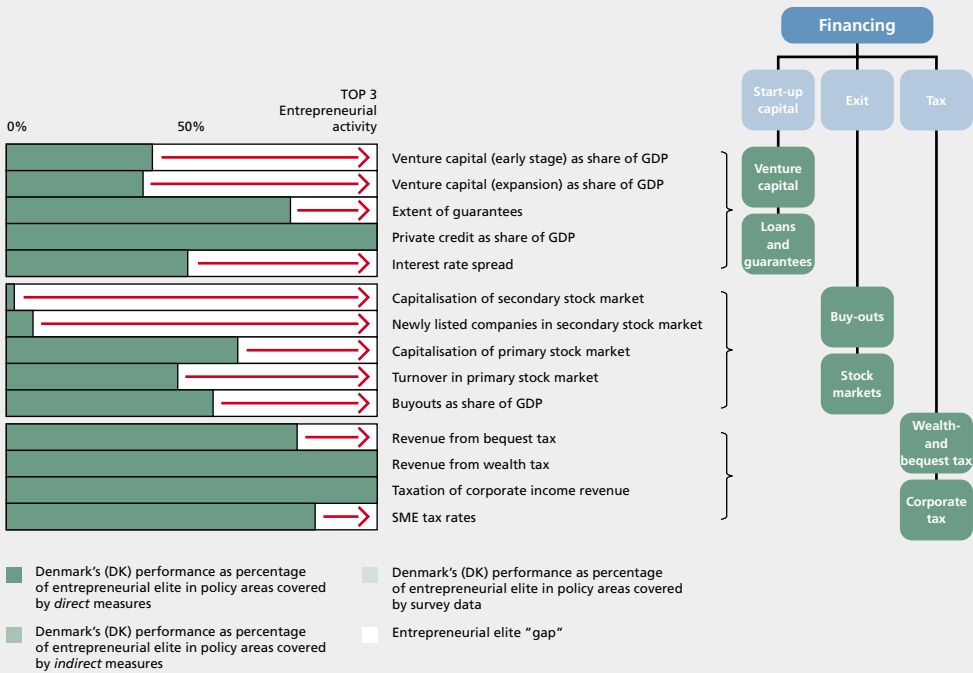 Financing
Start-up
capital
Exit
Tax
TOP 3
Entrepreneurial
activity
0%
50%
Venture capital (early stage) as share of GDP
Venture capital (expansion) as share of GDP
Extent of guarantees
Private credit as share of GDP
Interest rate spread
Venture
capital
Loans
and
guarantees
Capitalisation of secondary stock market
Newly listed companies in secondary stock market
Capitalisation of primary stock market
Turnover in primary stock market
Buyouts as share of GDP
Buy-outs
Stock
markets
Revenue from bequest tax
Revenue from wealth tax
Taxation of corporate income revenue
SME tax rates
Wealth-
and
bequest tax
Corporate
tax
Denmark's (DK) performance as percentage
of entrepreneurial elite in policy areas covered
by direct measures
Denmark's (DK) performance as percentage
of entrepreneurial elite in policy areas covered
by indirect measures
Denmark's (DK) performance as percentage
of entrepreneurial elite in policy areas covered
by survey data
Entrepreneurial elite “gap”